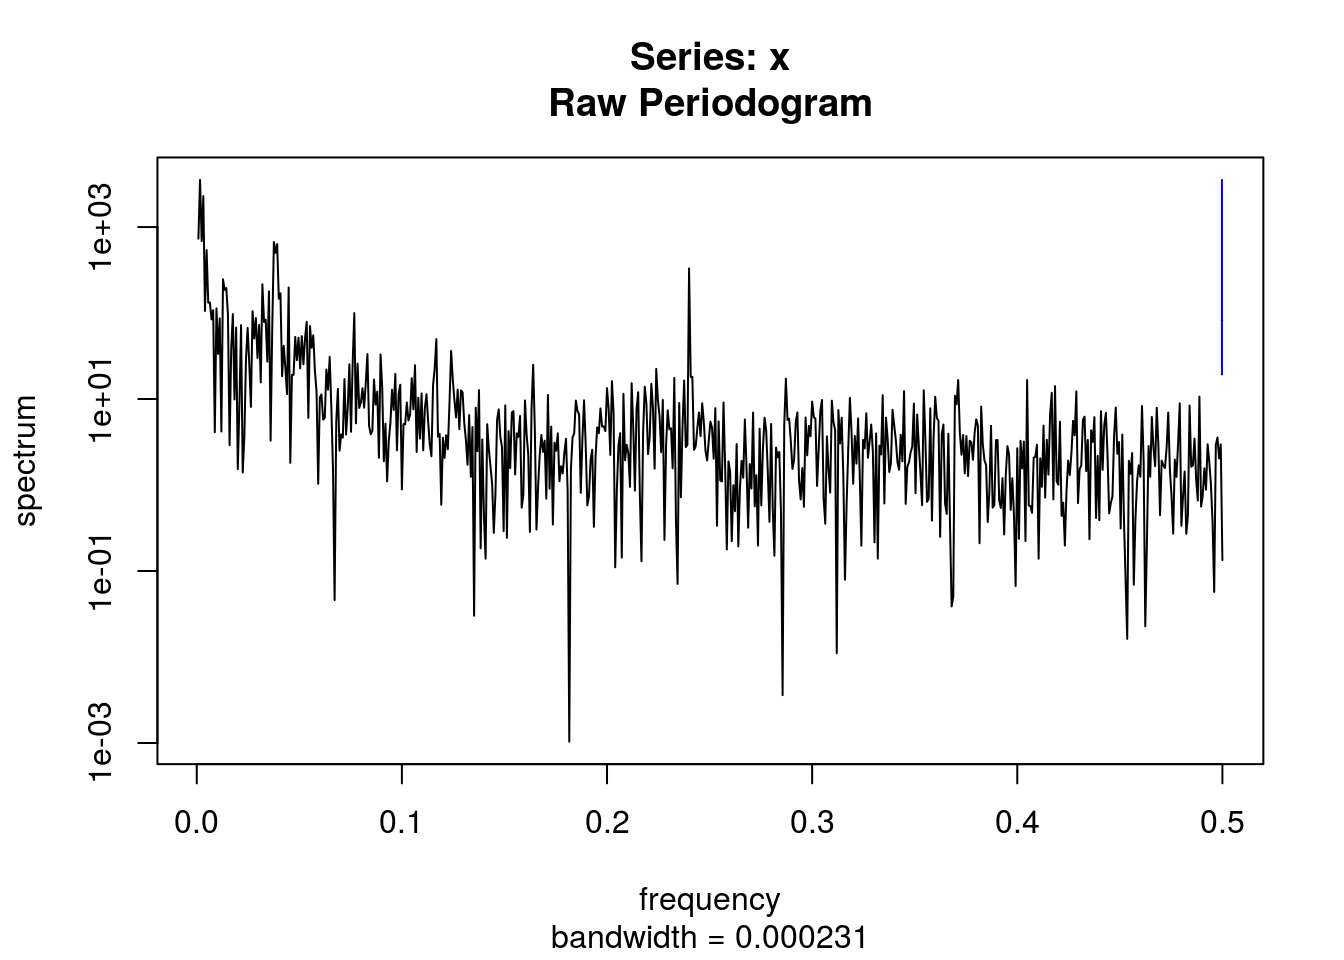 Series: x
Raw Periodogram
spectrum
1e+03
1e+01
1e-01
1e-03
0.0 0.1 0.2 0.3 0.4 0.5
frequency
bandwidth = 0.000231